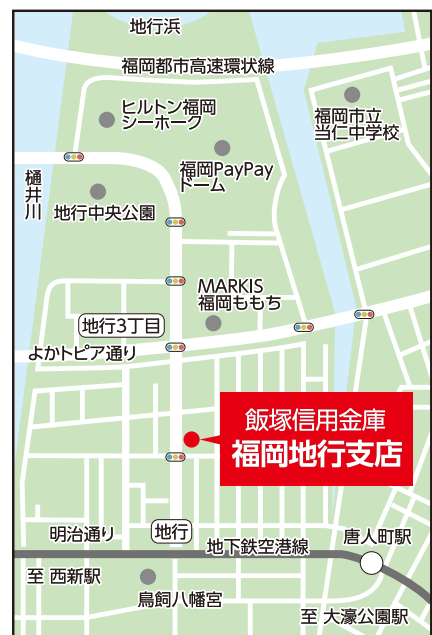 地行浜
福岡都市高速環状線
ヒルトン福岡
シーホーク
福岡市立
当仁中学校
福岡PayPay
ドーム
樋井川
地行中央公園
MARKIS
福岡ももち
地行3丁目
よかトピア通り
飯塚信用金庫
福岡地行支店
明治通り
地行
地下鉄空港線
唐人町駅
至 西新駅
鳥飼八幡宮
至 大濠公園駅